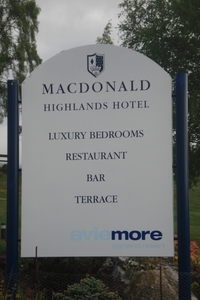 MACDONALD
HIGHLANDS HOTEL
LUXURY BEDROOMS
RESTAURANT
BAR
TERRACE
aviemore